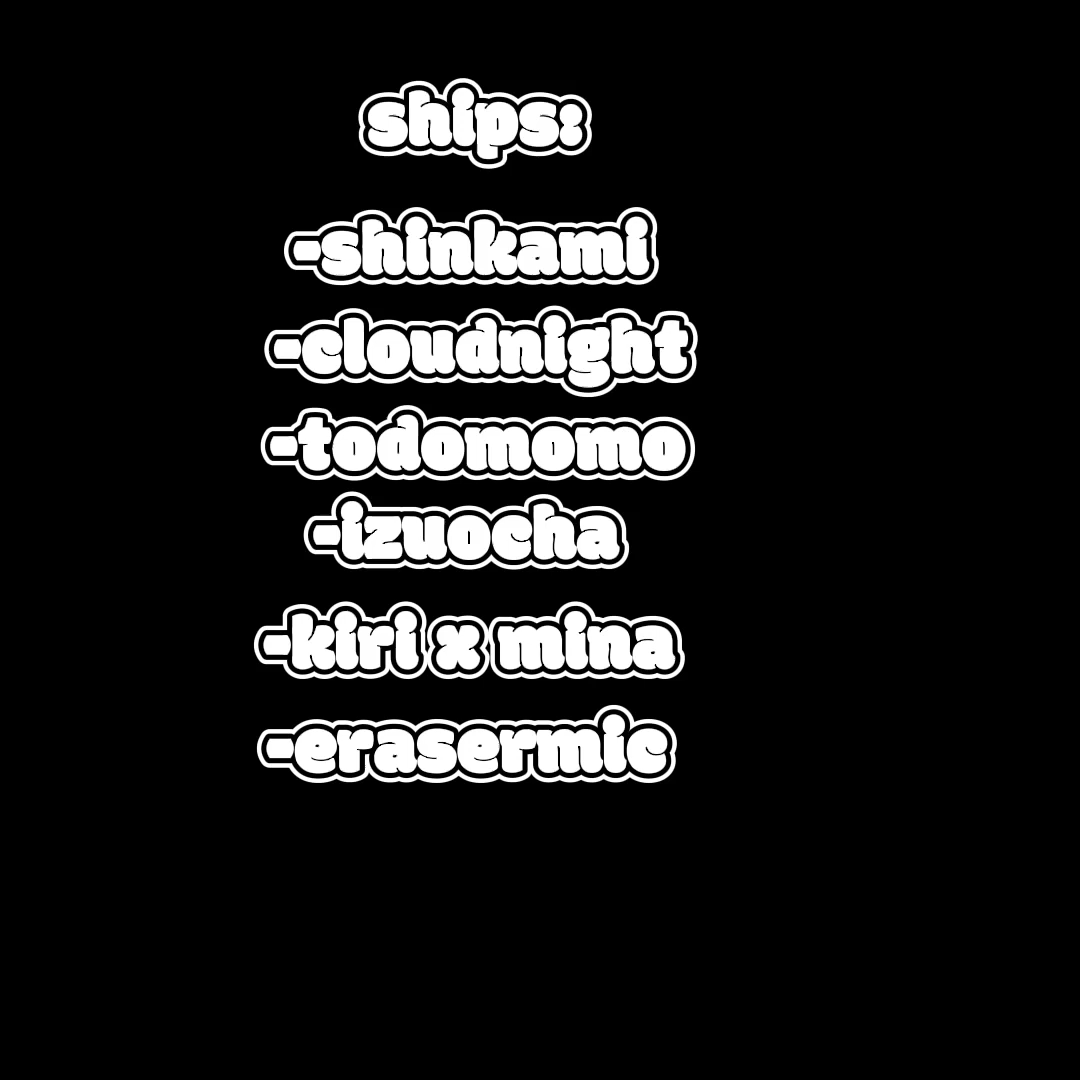 ships:
-shinkami
-cloudnight
-todomomo
-izuocha
-kiri x mina
-erasermic